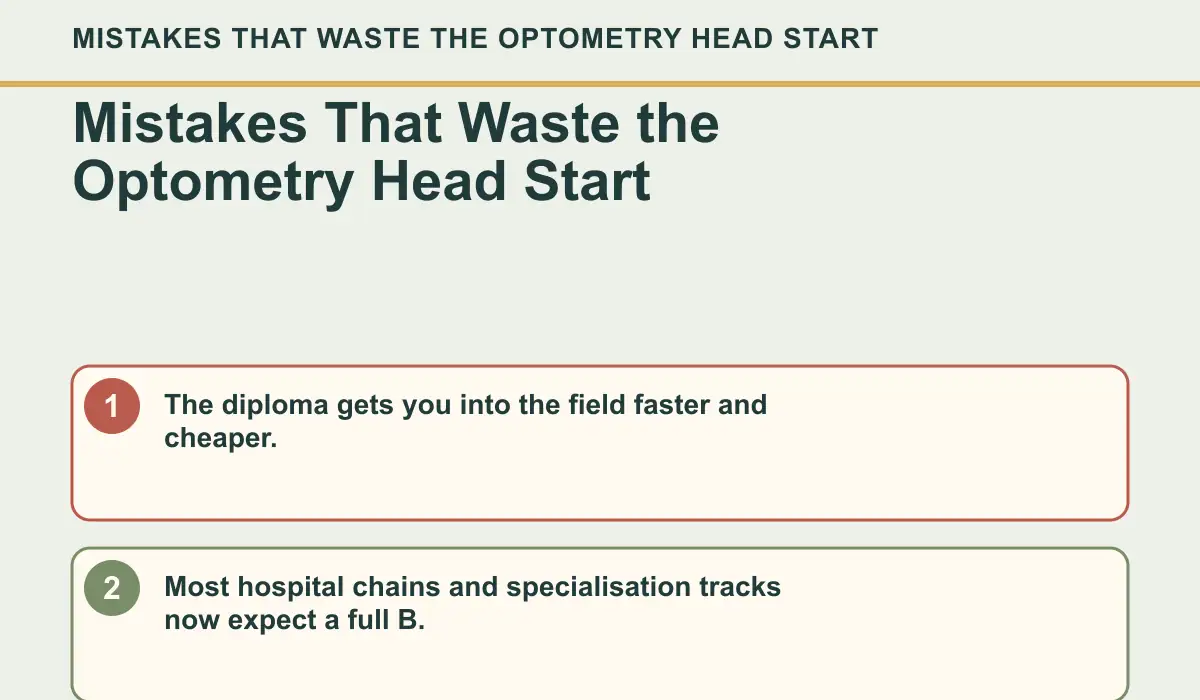 MISTAKES THAT WASTE THE OPTOMETRY HEAD START
Mistakes That Waste the
Optometry Head Start
1
The diploma gets you into the field faster and
cheaper.
2
Most hospital chains and specialisation tracks
now expect a full B.